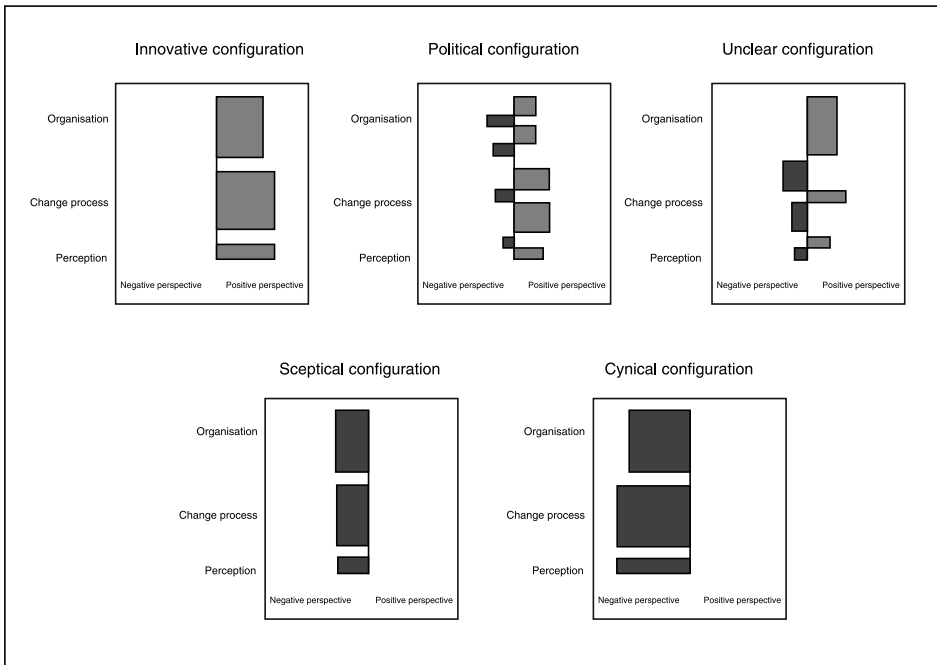 Innovative configuration
Organisation
Change process
Perception
Negative perspective Positive perspective
Political configuration
Organisation
Change process
Perception
Negative perspective Positive perspective
Unclear configuration
Organisation
Change process
Perception
Negative perspective Positive perspective
Sceptical configuration
Organisation
Change process
Perception
Negative perspective Positive perspective
Cynical configuration
Organisation
Change process
Perception
Negative perspective Positive perspective